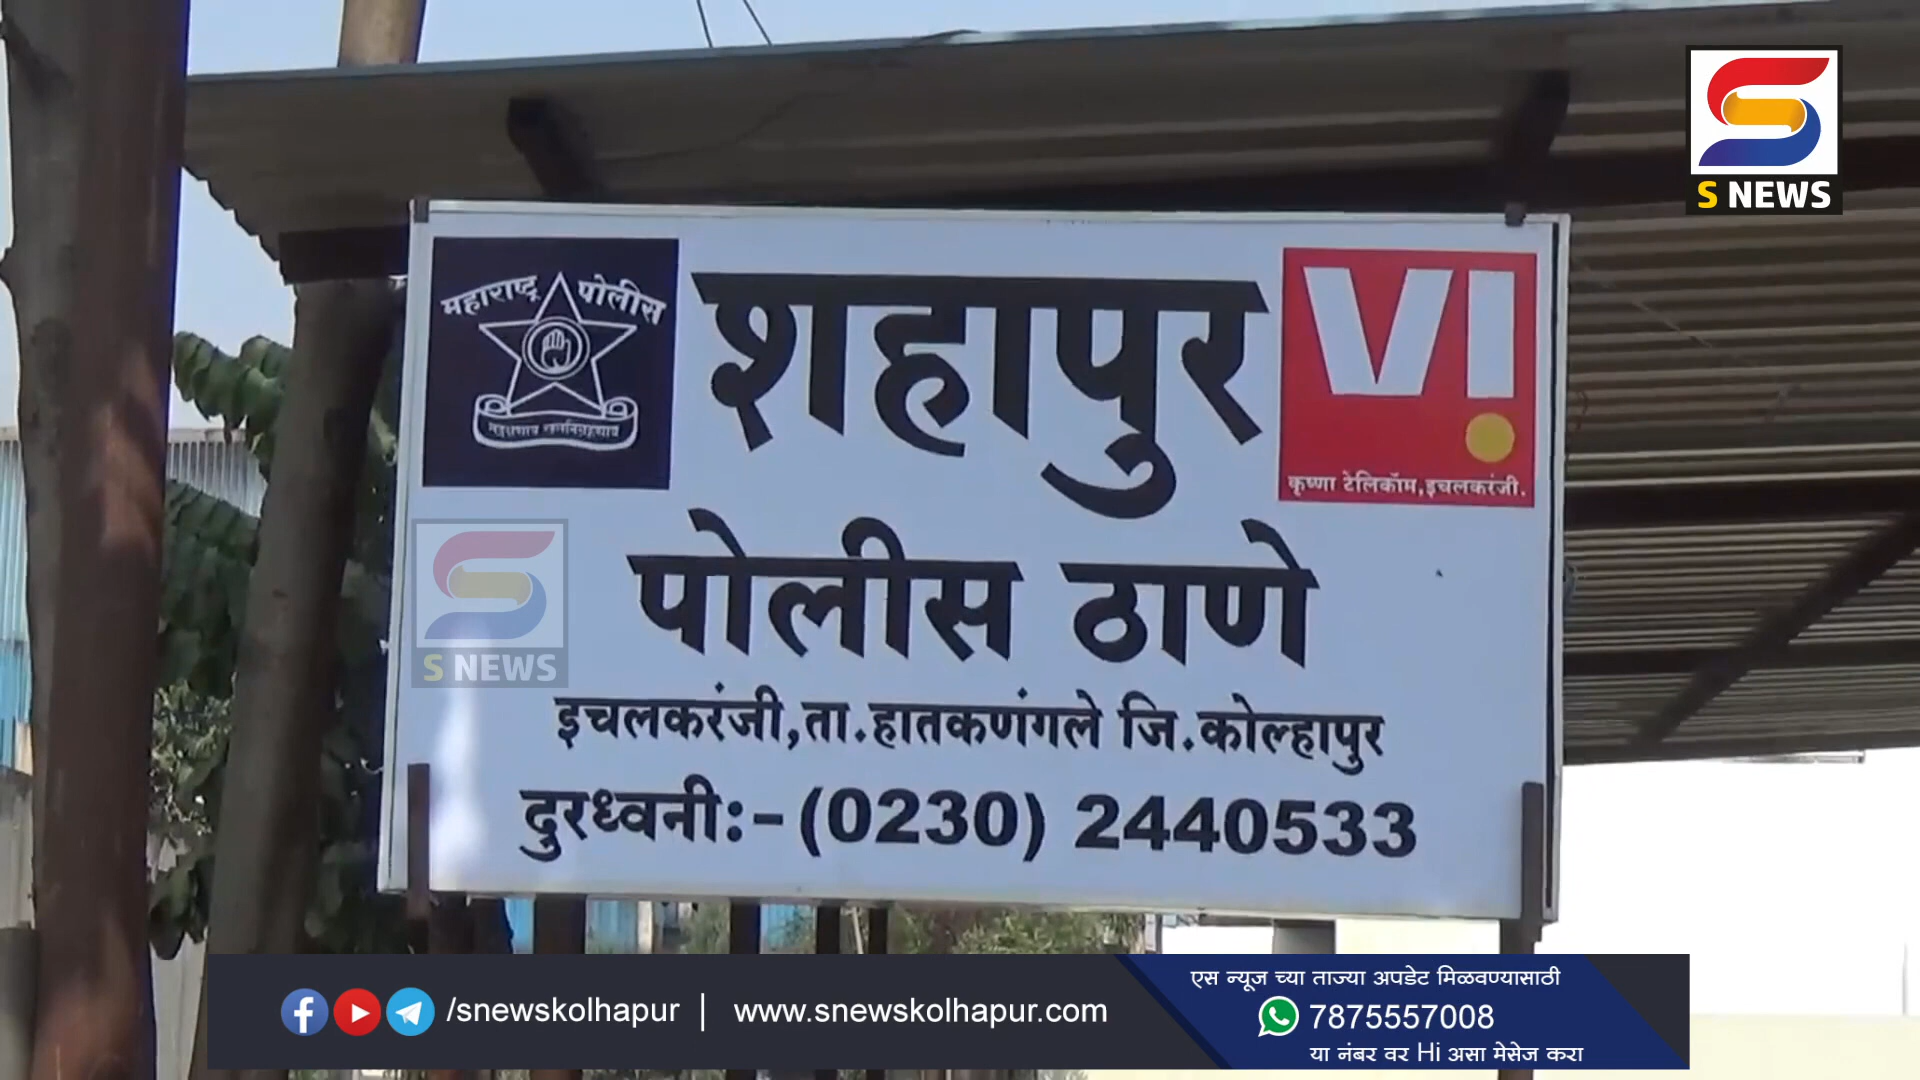 S NEWS
महाराष्ट्र पोलीस
शहापुर
VI
कृष्णा टेलिकॉम,इचलकरंजी.
पोलीस ठाणे
S NEWS
इचलकरंजी,ता.हातकणंगले जि.कोल्हापुर
दुरध्वनी:-(0230) 2440533
/snewskolhapur | www.snewskolhapur.com
एस न्यूज च्या ताज्या अपडेट मिळवण्यासाठी
7875557008
या नंबर वर Hi असा मेसेज करा